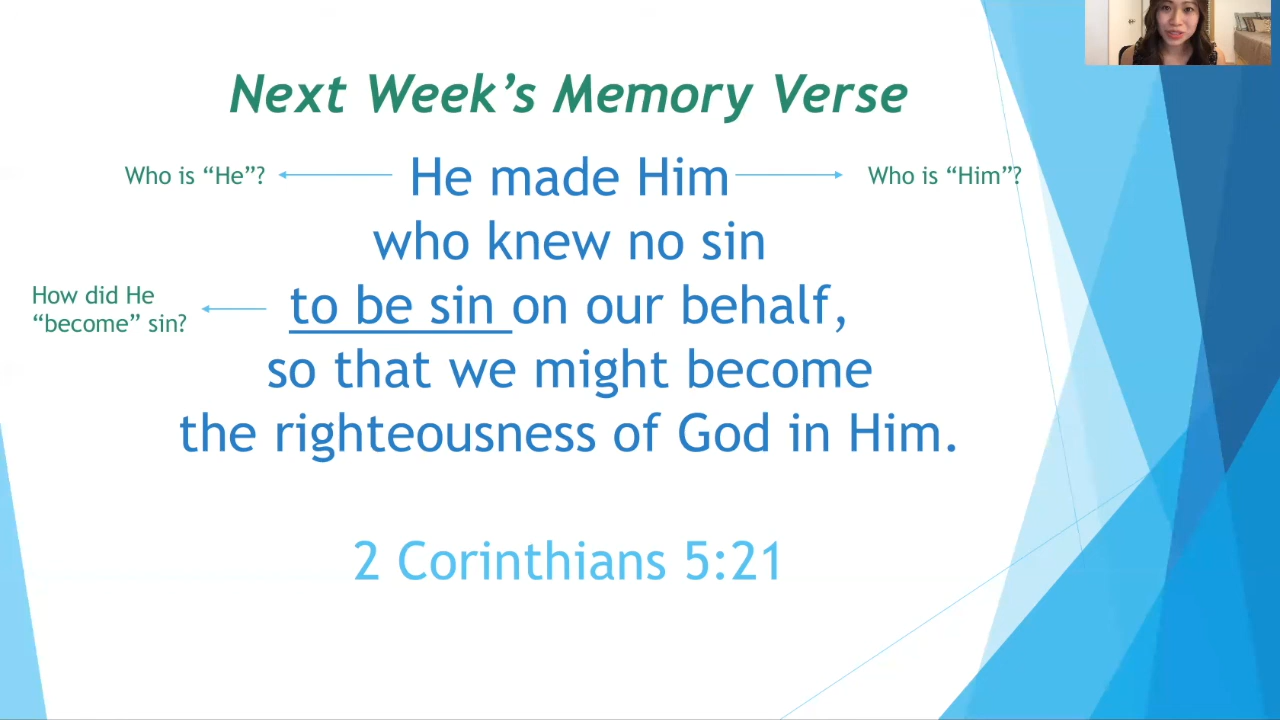 Next Week’s Memory Verse
Who is “He”?
He made Him
Who is “Him”?
who knew no sin
How did He
“become” sin?
to be sin on our behalf,
so that we might become
the righteousness of God in Him.
2 Corinthians 5:21